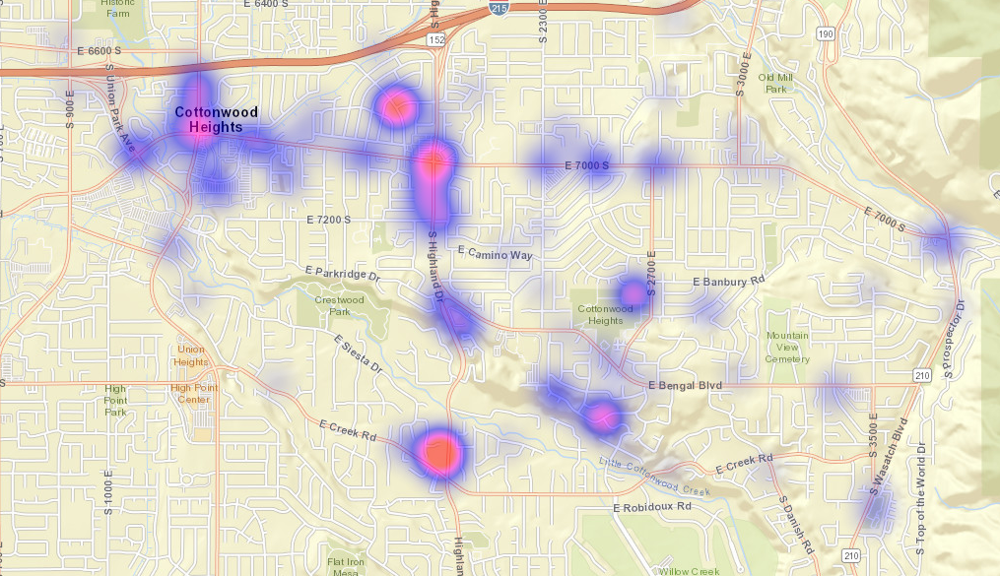 Historic
Farm
E 6400 S
S Hig
215
S 2300 E
152
190
E 6600 S
S Union Park Ave
S 900 E
S 3000 E
Old Mill
Park
Cottonwood
Heights
E 7000 S
E 7200 S
E 7000 S
E Camino Way
S Highland Dr
E Parkridge Dr
Crestwood
Park
S 2700 E
E Banbury Rd
Cottonwood
Heights
Mountain
View
Cemetery
S Prospector Dr
E Siesta Dr
Union
Heights
High Point
Center
High
Point
Park
S
E Bengal Blvd
210
E Creek Rd
S 3500 E
S Wasatch Blvd
S Top of the World Dr
E Creek Rd
Little Cottonwood Creek
S 1000 E
E Robidoux Rd
S Danish Rd
Highlan
Flat Iron
Mesa
Willow Creek
210